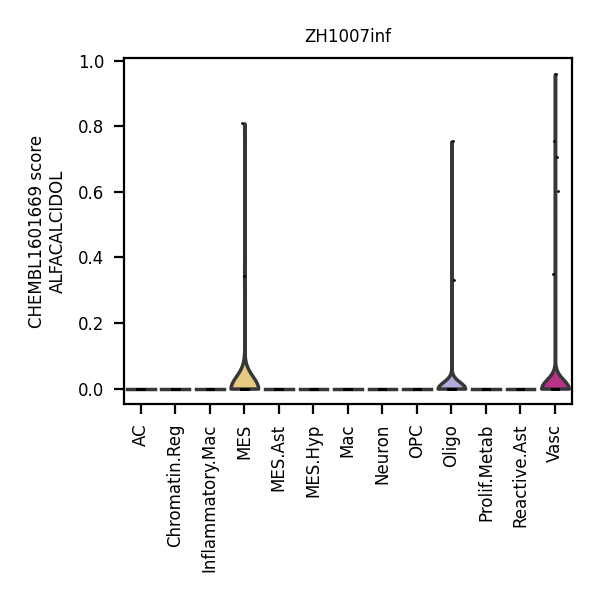 ZH1007inf
CHEMBL1601669 score
ALFACALCIDOL
1.0
0.8
0.6
0.4
0.2
0.0
AC
Chromatin.Reg
Inflammatory.Mac
MES
MES.Ast
MES.Hyp
Mac
Neuron
OPC
Oligo
Prolif.Metab
Reactive.Ast
Vasc